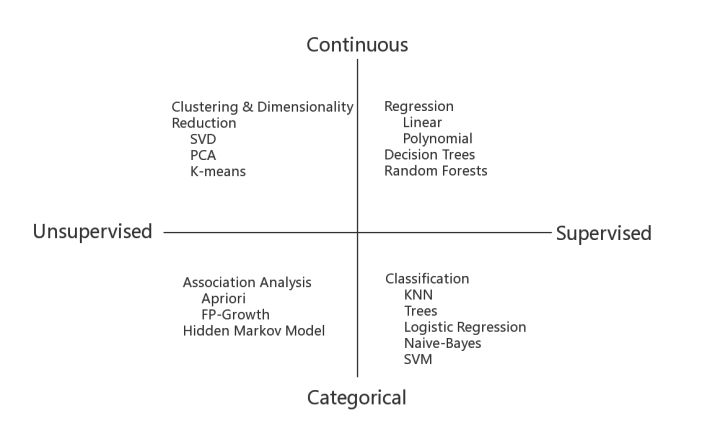 Continuous
Clustering & Dimensionality
Reduction
SVD
PCA
K-means
Regression
Linear
Polynomial
Decision Trees
Random Forests
Unsupervised
Supervised
Association Analysis
Apriori
FP-Growth
Hidden Markov Model
Classification
KNN
Trees
Logistic Regression
Naive-Bayes
SVM
Categorical